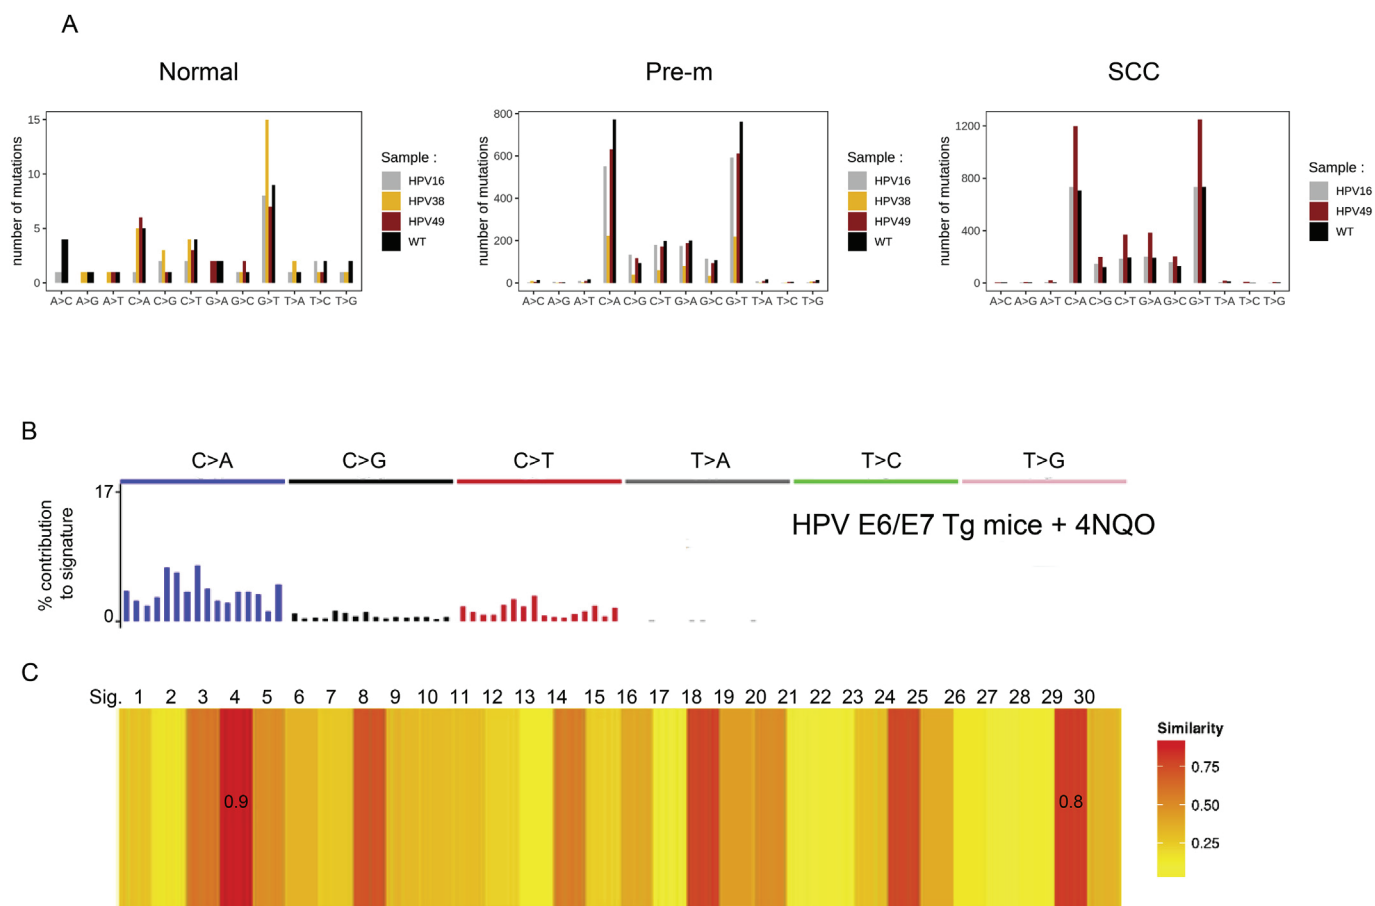 A
Normal
Pre-m
SCC
number of mutations
15
10
5
0
A>C A>G A>T C>A C>G C>T G>A G>C G>T T>A T>C T>G
Sample :
HPV16
HPV38
HPV49
WT
number of mutations
800
600
400
200
0
A>C A>G A>T C>A C>G C>T G>A G>C G>T T>A T>C T>G
Sample :
HPV16
HPV38
HPV49
WT
number of mutations
1200
800
400
0
A>C A>G A>T C>A C>G C>T G>A G>C G>T T>A T>C T>G
Sample :
HPV16
HPV49
WT
B
C>A C>G C>T T>A T>C T>G
% contribution
to signature
17
0
HPV E6/E7 Tg mice + 4NQO
C
Sig. 1 2 3 4 5 6 7 8 9 10 11 12 13 14 15 16 17 18 19 20 21 22 23 24 25 26 27 28 29 30
0.9
0.8
Similarity
0.75
0.50
0.25